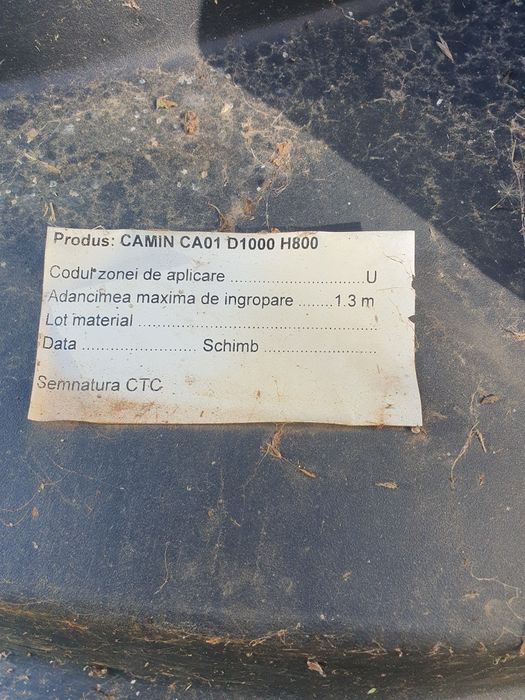 Produs: CAMIN CA01 D1000 H800
Codul zonei de aplicare ..............................U
Adancimea maxima de ingropare ........1.3 m
Lot material .....................................................
Data ......................... Schimb .........................
Semnatura CTC